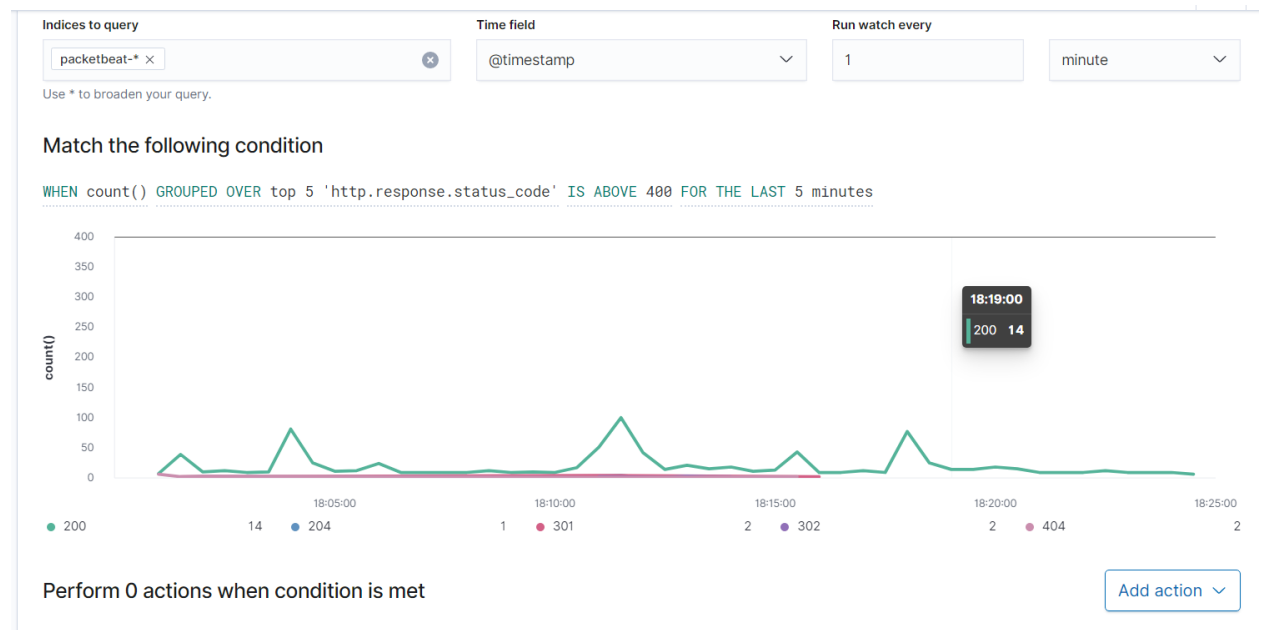 Indices to query Time field Run watch every
packetbeat-* × @timestamp 1 minute
Use * to broaden your query.
Match the following condition
WHEN count() GROUPED OVER top 5 'http.response.status_code' IS ABOVE 400 FOR THE LAST 5 minutes
400
350
300
250
200
150
100
50
0
count()
18:19:00
200 14
18:05:00 18:10:00 18:15:00 18:20:00 18:25:00
200 14 204 1 301 2 302 2 404 2
Perform 0 actions when condition is met Add action